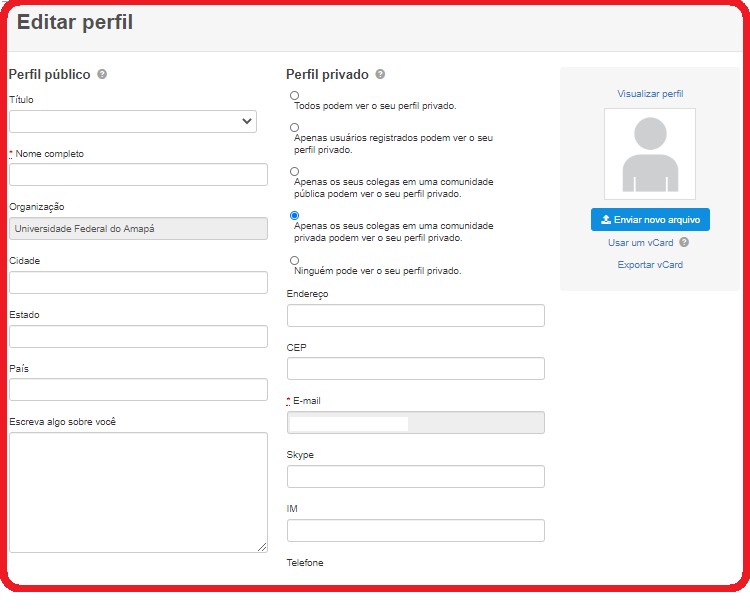 Editar perfil
Perfil público ?
Título
* Nome completo
Organização
Universidade Federal do Amapá
Cidade
Estado
País
Escreva algo sobre você
Perfil privado ?
Todos podem ver o seu perfil privado.
Apenas usuários registrados podem ver o seu
perfil privado.
Apenas os seus colegas em uma comunidade
pública podem ver o seu perfil privado.
Apenas os seus colegas em uma comunidade
privada podem ver o seu perfil privado.
Ninguém pode ver o seu perfil privado.
Endereço
CEP
* E-mail
Skype
IM
Telefone
Visualizar perfil
Enviar novo arquivo
Usar um vCard ?
Exportar vCard